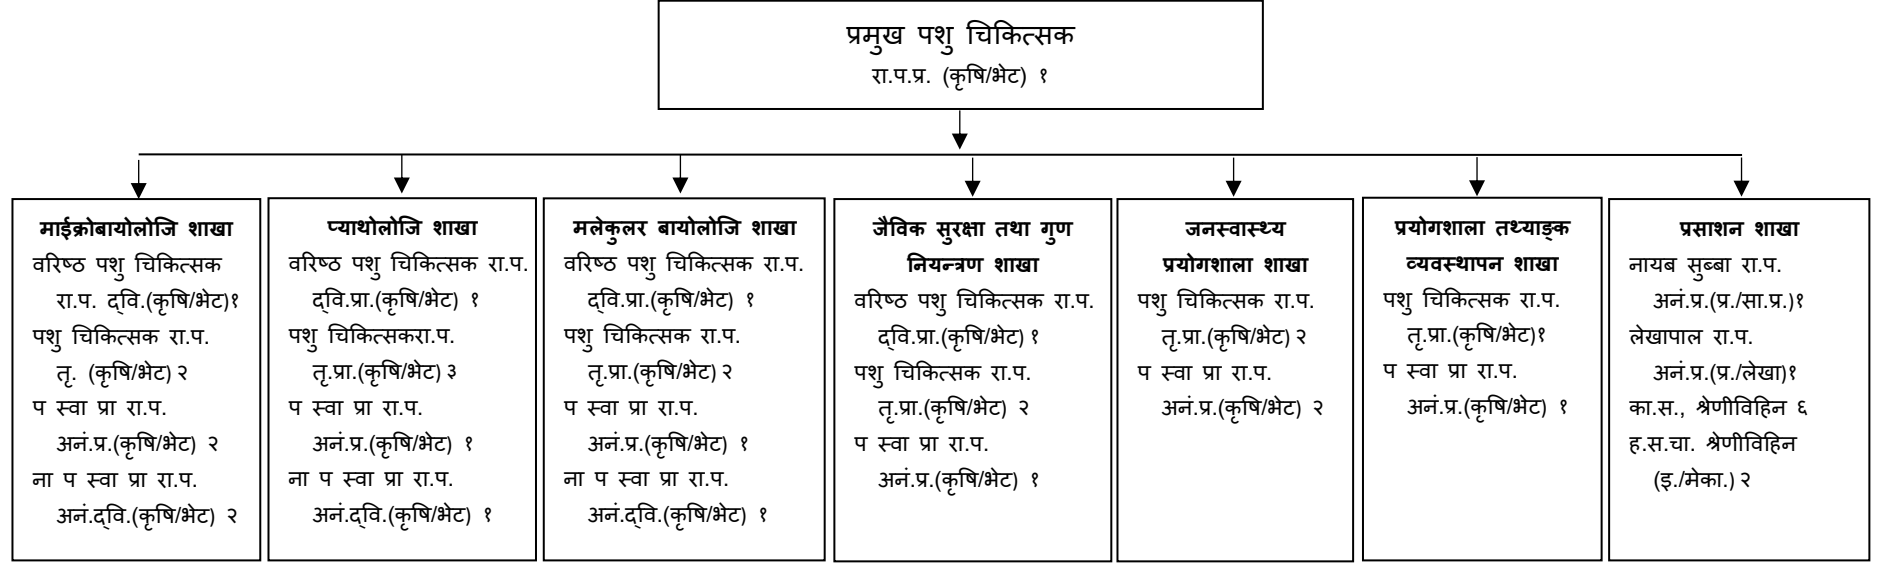 प्रमुख पशु चिकित्सक
रा.प.प्र. (कृषि/भेट) १
माईक्रोबायोलोजि शाखा
वरिष्ठ पशु चिकित्सक
रा.प. द्वि.(कृषि/भेट)१
पशु चिकित्सक रा.प.
तृ. (कृषि/भेट) २
प स्वा प्रा रा.प.
अनं.प्र.(कृषि/भेट) २
ना प स्वा प्रा रा.प.
अनं.द्वि.(कृषि/भेट) २
प्याथोलोजि शाखा
वरिष्ठ पशु चिकित्सक रा.प.
द्वि.प्रा.(कृषि/भेट) १
पशु चिकित्सकरा.प.
तृ.प्रा.(कृषि/भेट) ३
प स्वा प्रा रा.प.
अनं.प्र.(कृषि/भेट) १
ना प स्वा प्रा रा.प.
अनं.द्वि.(कृषि/भेट) १
मलेकुलर बायोलोजि शाखा
वरिष्ठ पशु चिकित्सक रा.प.
द्वि.प्रा.(कृषि/भेट) १
पशु चिकित्सक रा.प.
तृ.प्रा.(कृषि/भेट) २
प स्वा प्रा रा.प.
अनं.प्र.(कृषि/भेट) १
ना प स्वा प्रा रा.प.
अनं.द्वि.(कृषि/भेट) १
जैविक सुरक्षा तथा गुण
नियन्त्रण शाखा
वरिष्ठ पशु चिकित्सक रा.प.
द्वि.प्रा.(कृषि/भेट) १
पशु चिकित्सक रा.प.
तृ.प्रा.(कृषि/भेट) २
प स्वा प्रा रा.प.
अनं.प्र.(कृषि/भेट) १
जनस्वास्थ्य
प्रयोगशाला शाखा
पशु चिकित्सक रा.प.
तृ.प्रा.(कृषि/भेट) २
प स्वा प्रा रा.प.
अनं.प्र.(कृषि/भेट) २
प्रयोगशाला तथ्याङ्क
व्यवस्थापन शाखा
पशु चिकित्सक रा.प.
तृ.प्रा.(कृषि/भेट)१
प स्वा प्रा रा.प.
अनं.प्र.(कृषि/भेट) १
प्रसाशन शाखा
नायब सुब्बा रा.प.
अनं.प्र.(प्र./सा.प्र.)१
लेखापाल रा.प.
अनं.प्र.(प्र./लेखा)१
का.स., श्रेणीविहिन ६
ह.स.चा. श्रेणीविहिन
(इ./मेका.) २